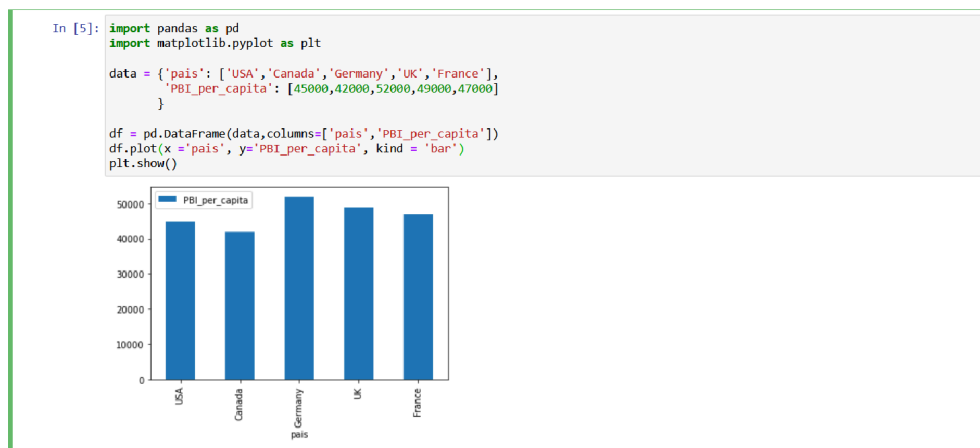 In [5]: import pandas as pd
import matplotlib.pyplot as plt
data = {'pais': ['USA','Canada','Germany','UK','France'],
'PBI_per_capita': [45000,42000,52000,49000,47000]
}
df = pd.DataFrame(data,columns=['pais','PBI_per_capita'])
df.plot(x ='pais', y='PBI_per_capita', kind = 'bar')
plt.show()
PBI_per_capita
50000
40000
30000
20000
10000
0
USA
Canada
Germany
UK
France
pais